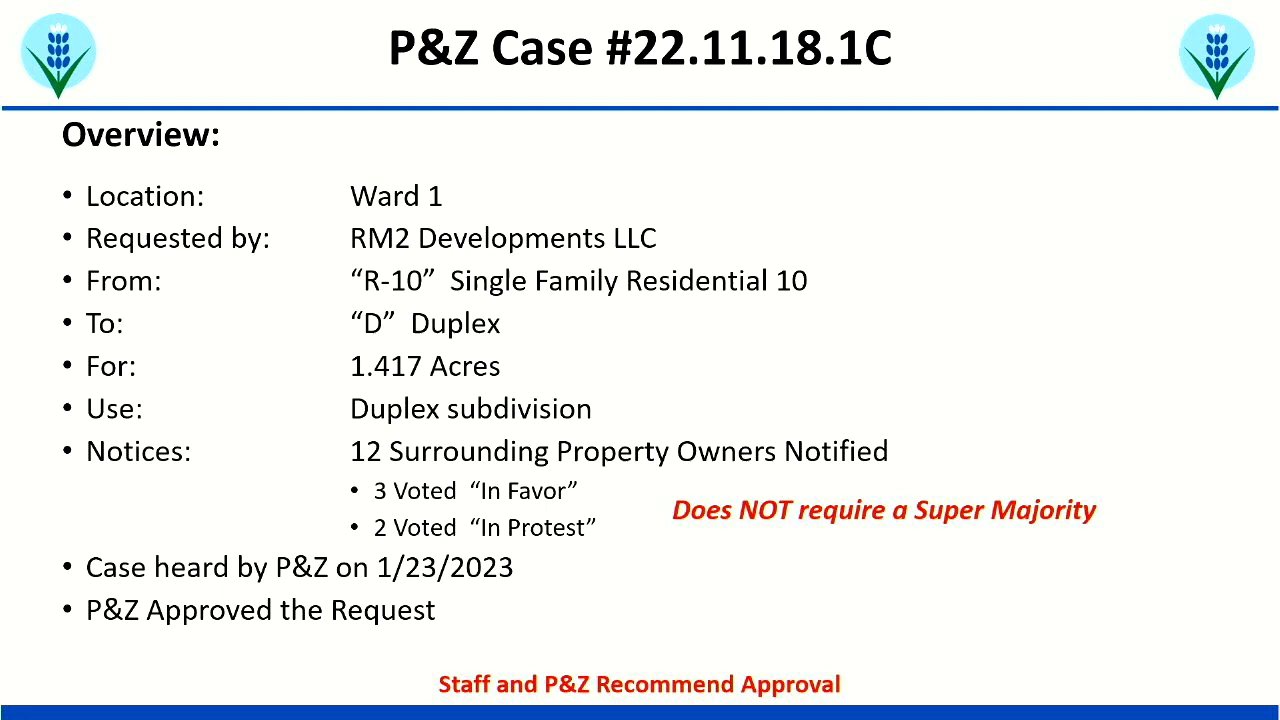 P&Z Case #22.11.18.1C
Overview:
• Location: Ward 1
• Requested by: RM2 Developments LLC
• From: “R-10” Single Family Residential 10
• To: “D” Duplex
• For: 1.417 Acres
• Use: Duplex subdivision
• Notices: 12 Surrounding Property Owners Notified
• 3 Voted “In Favor”
Does NOT require a Super Majority
• 2 Voted “In Protest”
• Case heard by P&Z on 1/23/2023
• P&Z Approved the Request
Staff and P&Z Recommend Approval